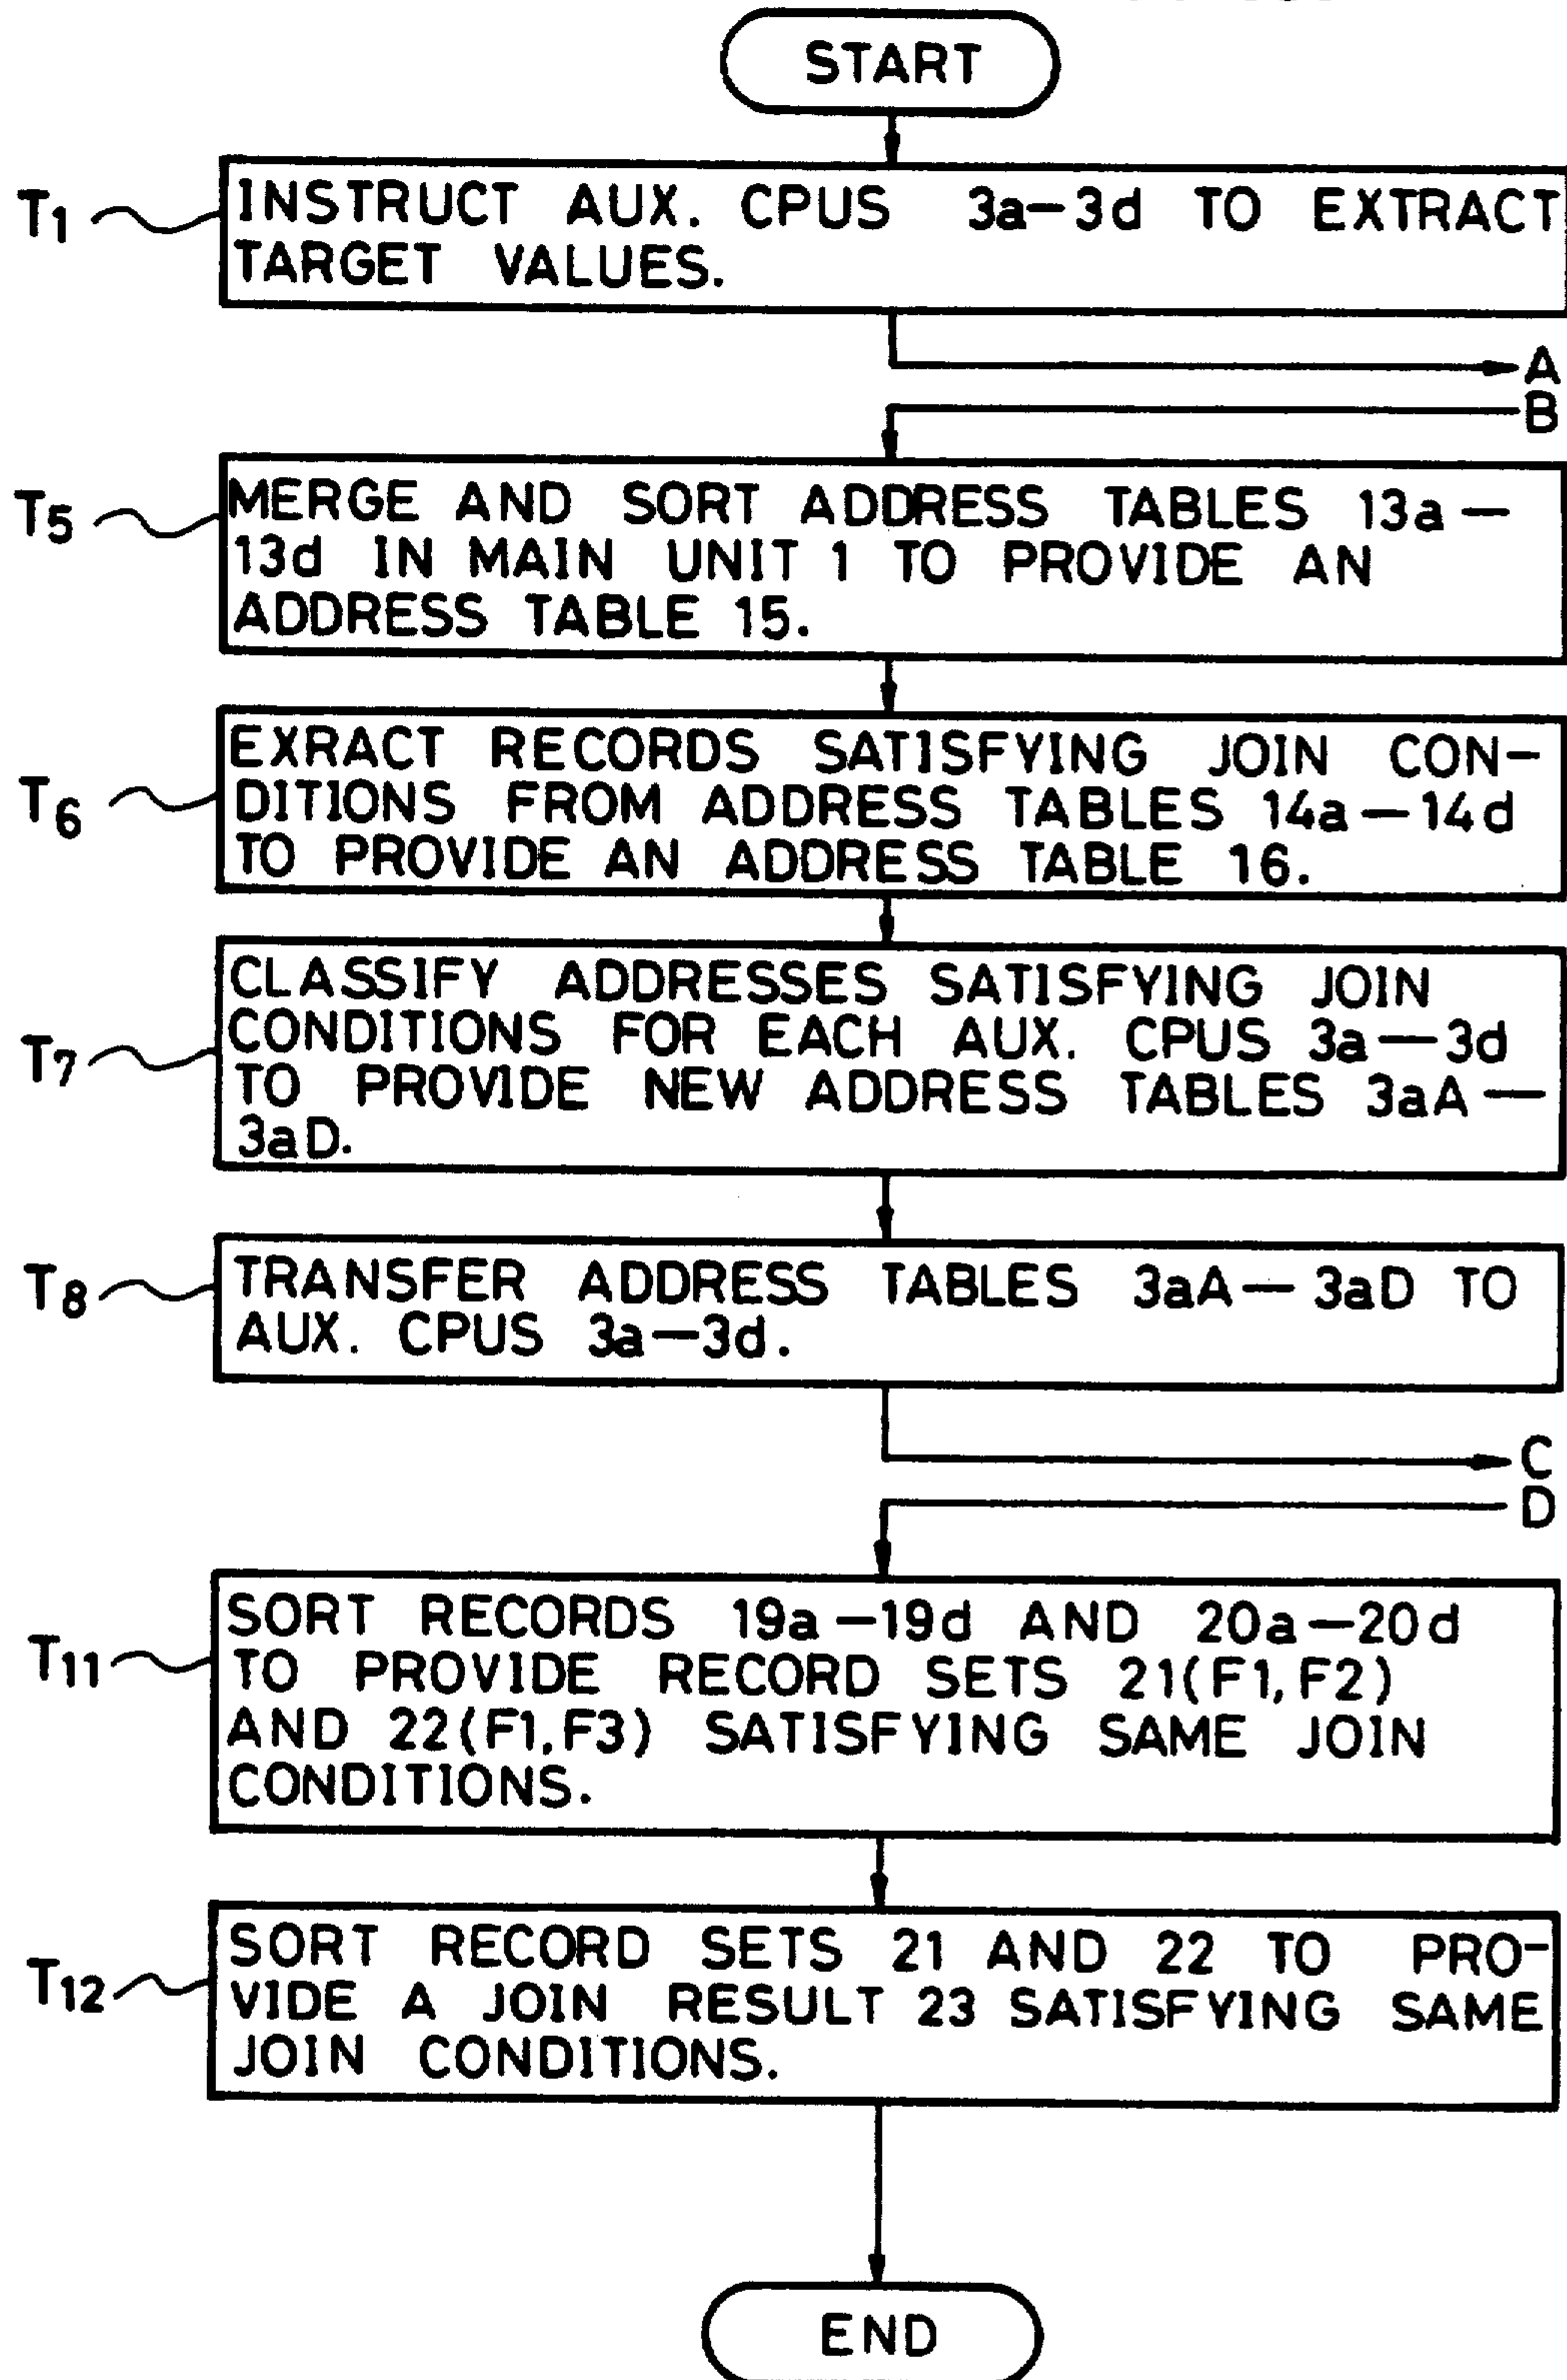 START
T1
INSTRUCT AUX. CPUS 3a-3d TO EXTRACT
TARGET VALUES.
A
B
T5
MERGE AND SORT ADDRESS TABLES 13a-
13d IN MAIN UNIT 1 TO PROVIDE AN
ADDRESS TABLE 15.
T6
EXRACT RECORDS SATISFYING JOIN CON-
DITIONS FROM ADDRESS TABLES 14a-14d
TO PROVIDE AN ADDRESS TABLE 16.
T7
CLASSIFY ADDRESSES SATISFYING JOIN
CONDITIONS FOR EACH AUX. CPUS 3a-3d
TO PROVIDE NEW ADDRESS TABLES 3aA-
3aD.
T8
TRANSFER ADDRESS TABLES 3aA-3aD TO
AUX. CPUS 3a-3d.
C
D
T11
SORT RECORDS 19a-19d AND 20a-20d
TO PROVIDE RECORD SETS 21(F1,F2)
AND 22(F1,F3) SATISFYING SAME JOIN
CONDITIONS.
T12
SORT RECORD SETS 21 AND 22 TO PRO-
VIDE A JOIN RESULT 23 SATISFYING SAME
JOIN CONDITIONS.
END